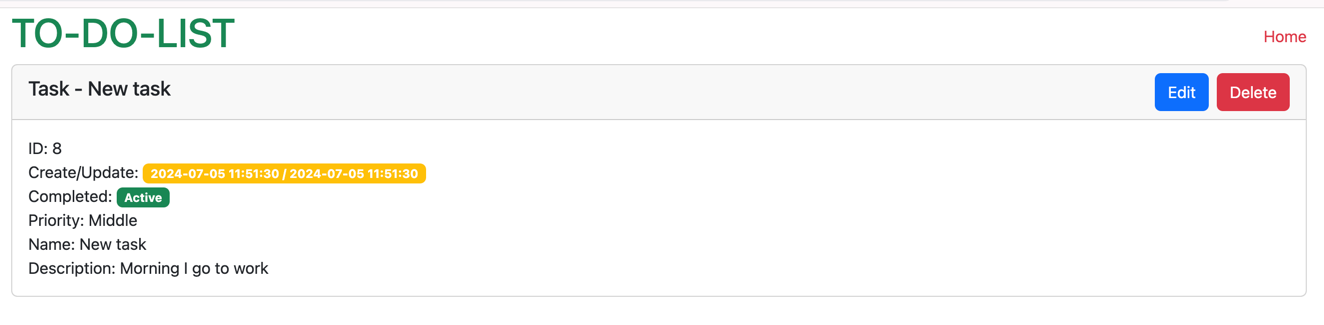 TO-DO-LIST
Home
Task - New task
Edit
Delete
ID: 8
Create/Update: 2024-07-05 11:51:30 / 2024-07-05 11:51:30
Completed: Active
Priority: Middle
Name: New task
Description: Morning I go to work